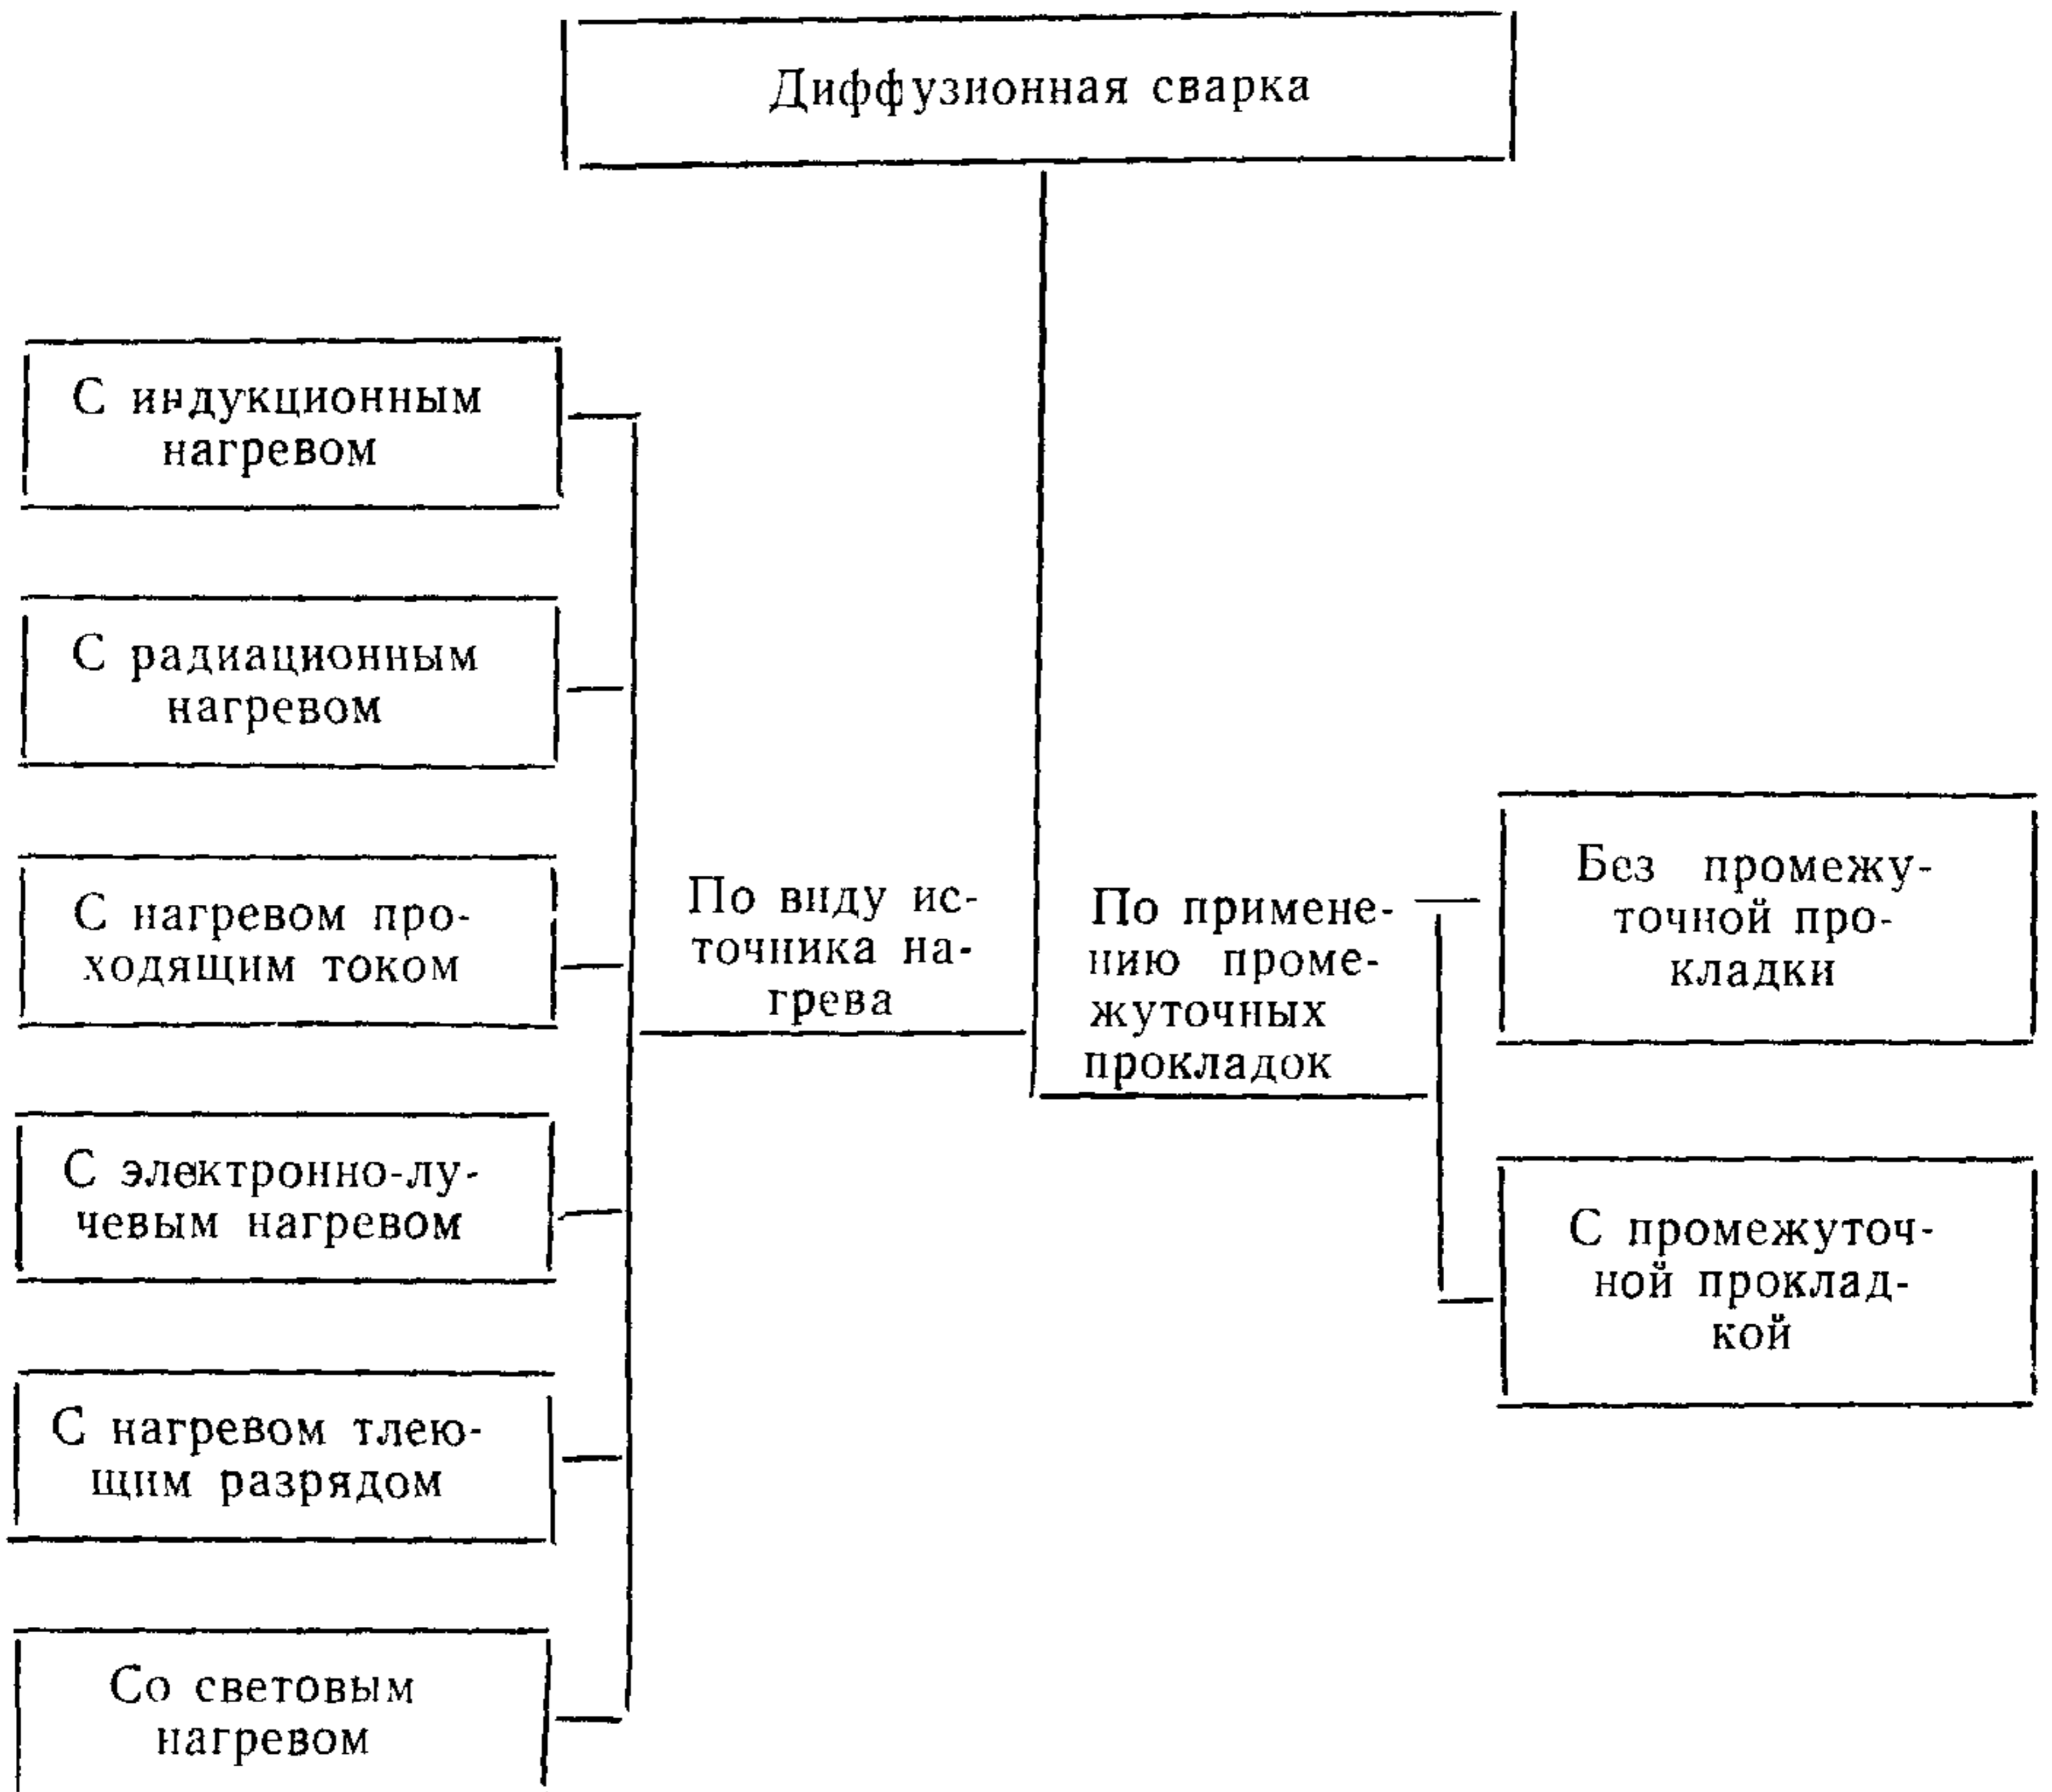 Диффузионная сварка
С индукционным
нагревом
С радиационным
нагревом
С нагревом про-
ходящим током
С электронно-лу-
чевым нагревом
С нагревом тлею-
щим разрядом
Со световым
нагревом
По виду ис-
точника на-
грева
По примене-
нию проме-
жуточных
прокладок
Без промежу-
точной про-
кладки
С промежуточ-
ной проклад-
кой